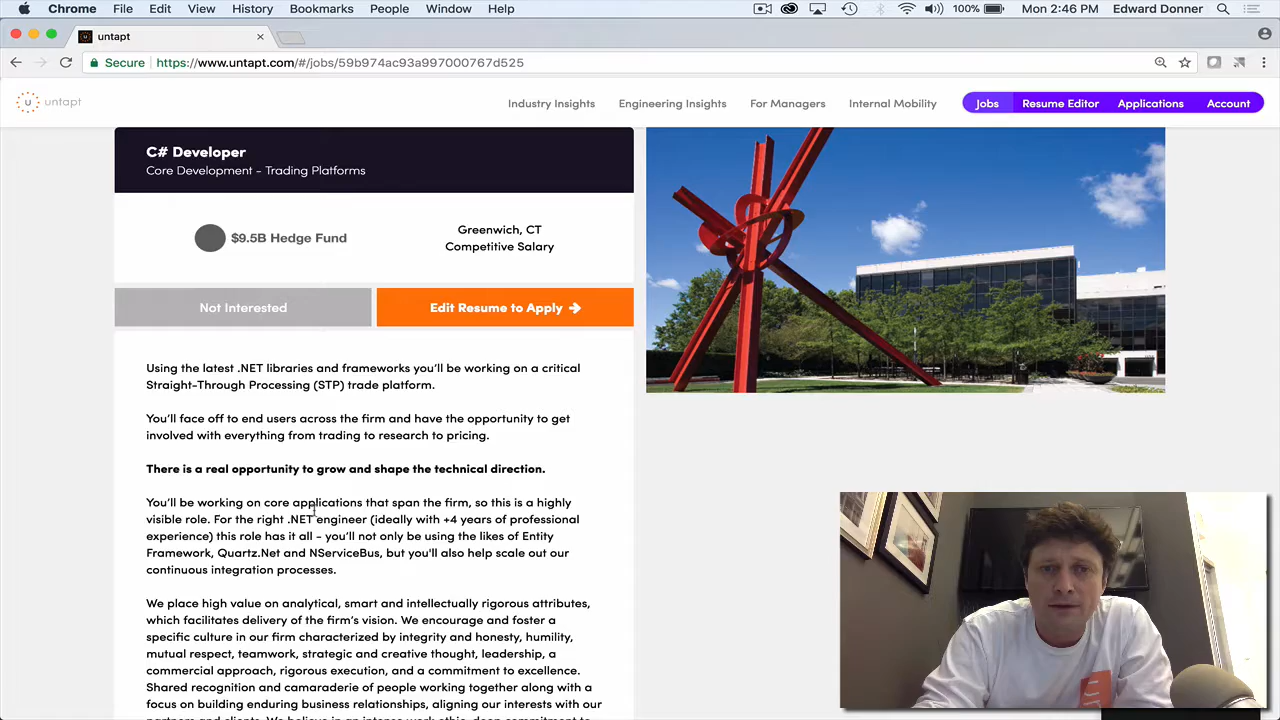 Chrome File Edit View History Bookmarks People Window Help 100% Mon 2:46 PM Edward Donner
untapt
Secure https://www.untapt.com/#/jobs/59b974ac93a997000767d525
u untapt Industry Insights Engineering Insights For Managers Internal Mobility Jobs Resume Editor Applications Account
C# Developer
Core Development - Trading Platforms
$9.5B Hedge Fund
Greenwich, CT
Competitive Salary
Not Interested Edit Resume to Apply →
Using the latest .NET libraries and frameworks you'll be working on a critical
Straight-Through Processing (STP) trade platform.
You'll face off to end users across the firm and have the opportunity to get
involved with everything from trading to research to pricing.
There is a real opportunity to grow and shape the technical direction.
You'll be working on core applications that span the firm, so this is a highly
visible role. For the right .NET engineer (ideally with +4 years of professional
experience) this role has it all - you'll not only be using the likes of Entity
Framework, Quartz.Net and NServiceBus, but you'll also help scale out our
continuous integration processes.
We place high value on analytical, smart and intellectually rigorous attributes,
which facilitates delivery of the firm's vision. We encourage and foster a
specific culture in our firm characterized by integrity and honesty, humility,
mutual respect, teamwork, strategic and creative thought, leadership, a
commercial approach, rigorous execution, and a commitment to excellence.
Shared recognition and camaraderie of people working together along with a
focus on building enduring business relationships, aligning our interests with our